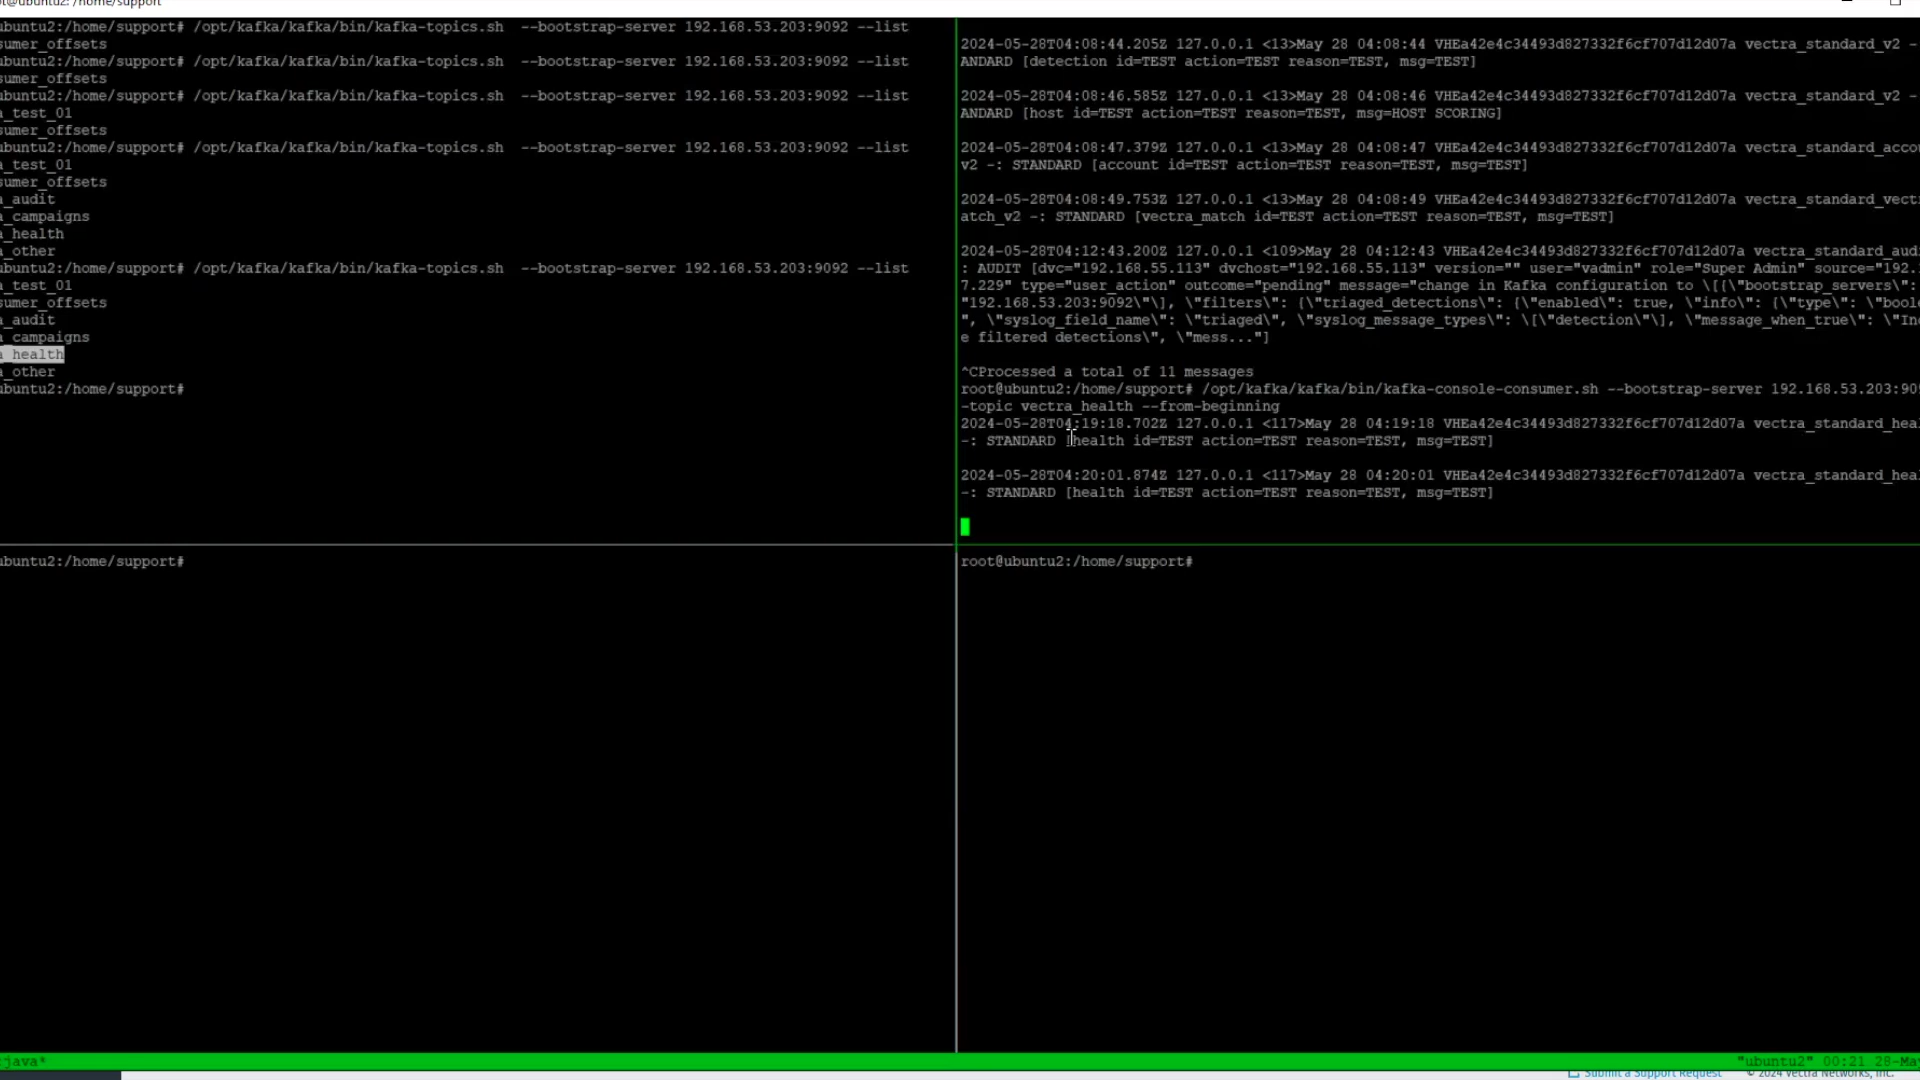 ot@ubuntu2: /home/support
ubuntu2:/home/support# /opt/kafka/kafka/bin/kafka-topics.sh  --bootstrap-server 192.168.53.203:9092 --list
sumer_offsets
ubuntu2:/home/support# /opt/kafka/kafka/bin/kafka-topics.sh  --bootstrap-server 192.168.53.203:9092 --list
sumer_offsets
ubuntu2:/home/support# /opt/kafka/kafka/bin/kafka-topics.sh  --bootstrap-server 192.168.53.203:9092 --list
a_test_01
sumer_offsets
ubuntu2:/home/support# /opt/kafka/kafka/bin/kafka-topics.sh  --bootstrap-server 192.168.53.203:9092 --list
a_test_01
sumer_offsets
a_audit
a_campaigns
a_health
a_other
ubuntu2:/home/support# /opt/kafka/kafka/bin/kafka-topics.sh  --bootstrap-server 192.168.53.203:9092 --list
a_test_01
sumer_offsets
a_audit
a_campaigns
a_health
a_other
ubuntu2:/home/support#
2024-05-28T04:08:44.205Z 127.0.0.1 <13>May 28 04:08:44 VHEa42e4c34493d827332f6cf707d12d07a vectra_standard_v2 -
ANDARD [detection id=TEST action=TEST reason=TEST, msg=TEST]
2024-05-28T04:08:46.585Z 127.0.0.1 <13>May 28 04:08:46 VHEa42e4c34493d827332f6cf707d12d07a vectra_standard_v2 -
ANDARD [host id=TEST action=TEST reason=TEST, msg=HOST SCORING]
2024-05-28T04:08:47.379Z 127.0.0.1 <13>May 28 04:08:47 VHEa42e4c34493d827332f6cf707d12d07a vectra_standard_acco
v2 -: STANDARD [account id=TEST action=TEST reason=TEST, msg=TEST]
2024-05-28T04:08:49.753Z 127.0.0.1 <13>May 28 04:08:49 VHEa42e4c34493d827332f6cf707d12d07a vectra_standard_vect
atch_v2 -: STANDARD [vectra_match id=TEST action=TEST reason=TEST, msg=TEST]
2024-05-28T04:12:43.200Z 127.0.0.1 <109>May 28 04:12:43 VHEa42e4c34493d827332f6cf707d12d07a vectra_standard_aud
: AUDIT [dvc="192.168.55.113" dvchost="192.168.55.113" version="" user="vadmin" role="Super Admin" source="192.
7.229" type="user_action" outcome="pending" message="change in Kafka configuration to \[{\"bootstrap_servers\":
"192.168.53.203:9092\"\], \"filters\": {\"triaged_detections\": {\"enabled\": true, \"info\": {\"type\": \"bool
", \"syslog_field_name\": \"triaged\", \"syslog_message_types\": \[\"detection\"\], \"message_when_true\": \"In
e filtered detections\", \"mess..."]
^CProcessed a total of 11 messages
root@ubuntu2:/home/support# /opt/kafka/kafka/bin/kafka-console-consumer.sh --bootstrap-server 192.168.53.203:90
-topic vectra_health --from-beginning
2024-05-28T04:19:18.702Z 127.0.0.1 <117>May 28 04:19:18 VHEa42e4c34493d827332f6cf707d12d07a vectra_standard_hea
-: STANDARD [health id=TEST action=TEST reason=TEST, msg=TEST]
2024-05-28T04:20:01.874Z 127.0.0.1 <117>May 28 04:20:01 VHEa42e4c34493d827332f6cf707d12d07a vectra_standard_hea
-: STANDARD [health id=TEST action=TEST reason=TEST, msg=TEST]
ubuntu2:/home/support#
root@ubuntu2:/home/support#
:java*
"ubuntu2" 00:21 28-Ma
Submit a Support Request
© 2024 Vectra Networks, Inc.